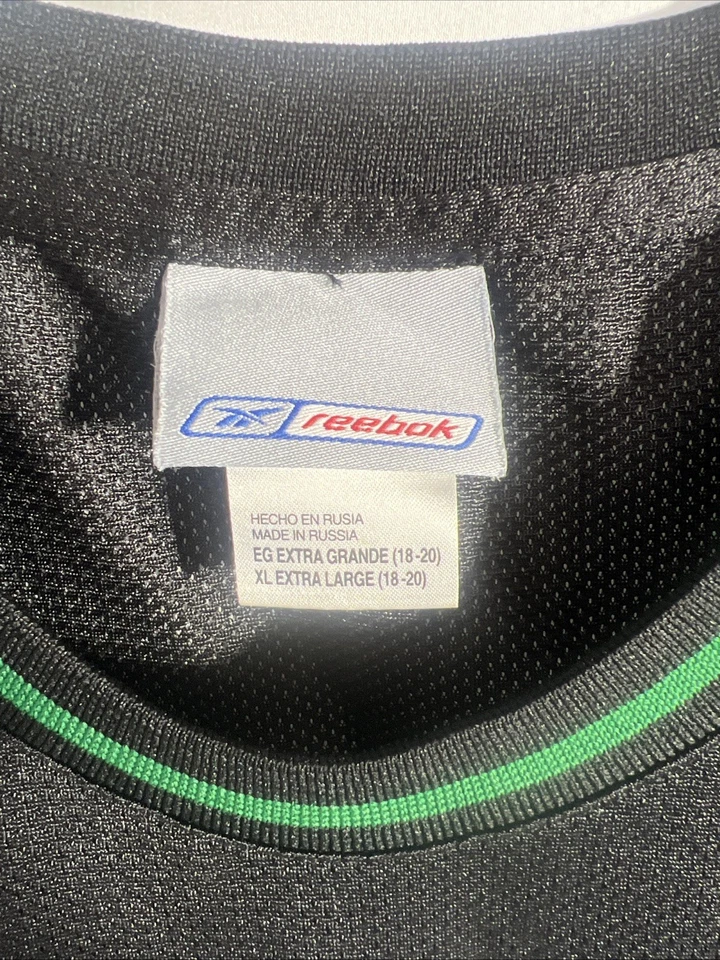 reebok
HECHO EN RUSIA
MADE IN RUSSIA
EG EXTRA GRANDE (18-20)
XL EXTRA LARGE (18-20)